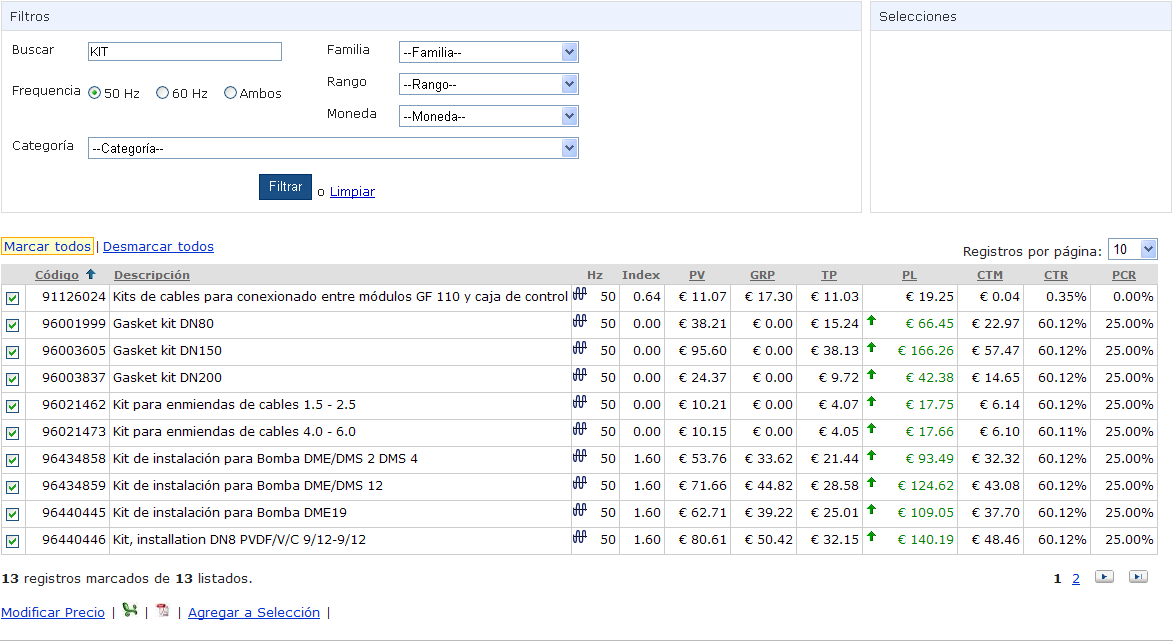 Filtros
Selecciones
Buscar KIT Familia --Familia--
Frequencia 50 Hz 60 Hz Ambos Rango --Rango--
Moneda --Moneda--
Categoría --Categoría--
Filtrar o Limpiar
Marcar todos | Desmarcar todos Registros por página: 10
Código Descripción Hz Index PV GRP TP PL CTM CTR PCR
91126024 Kits de cables para conexionado entre módulos GF 110 y caja de control 50 0.64 € 11.07 € 17.30 € 11.03 € 19.25 € 0.04 0.35% 0.00%
96001999 Gasket kit DN80 50 0.00 € 38.21 € 0.00 € 15.24 € 66.45 € 22.97 60.12% 25.00%
96003605 Gasket kit DN150 50 0.00 € 95.60 € 0.00 € 38.13 € 166.26 € 57.47 60.12% 25.00%
96003837 Gasket kit DN200 50 0.00 € 24.37 € 0.00 € 9.72 € 42.38 € 14.65 60.12% 25.00%
96021462 Kit para enmiendas de cables 1.5 - 2.5 50 0.00 € 10.21 € 0.00 € 4.07 € 17.75 € 6.14 60.12% 25.00%
96021473 Kit para enmiendas de cables 4.0 - 6.0 50 0.00 € 10.15 € 0.00 € 4.05 € 17.66 € 6.10 60.11% 25.00%
96434858 Kit de instalación para Bomba DME/DMS 2 DMS 4 50 1.60 € 53.76 € 33.62 € 21.44 € 93.49 € 32.32 60.12% 25.00%
96434859 Kit de instalación para Bomba DME/DMS 12 50 1.60 € 71.66 € 44.82 € 28.58 € 124.62 € 43.08 60.12% 25.00%
96440445 Kit de instalación para Bomba DME19 50 1.60 € 62.71 € 39.22 € 25.01 € 109.05 € 37.70 60.12% 25.00%
96440446 Kit, installation DN8 PVDF/V/C 9/12-9/12 50 1.60 € 80.61 € 50.42 € 32.15 € 140.19 € 48.46 60.12% 25.00%
13 registros marcados de 13 listados. 1 2
Modificar Precio | | | Agregar a Selección |